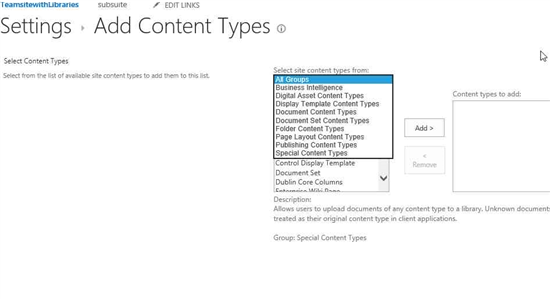 TeamsitewithLibraries subsuite EDIT LINKS
Settings Add Content Types
Select Content Types
Select from the list of available site content types to add them to this list.
Select site content types from:
All Groups
Business Intelligence
Digital Asset Content Types
Display Template Content Types
Document Content Types
Document Set Content Types
Folder Content Types
Page Layout Content Types
Publishing Content Types
Special Content Types
Control Display Template
Document Set
Dublin Core Columns
Enterprise Wiki Page
Add >
<
Remove
Content types to add:
Description:
Allows users to upload documents of any content type to a library. Unknown documents
treated as their original content type in client applications.
Group: Special Content Types